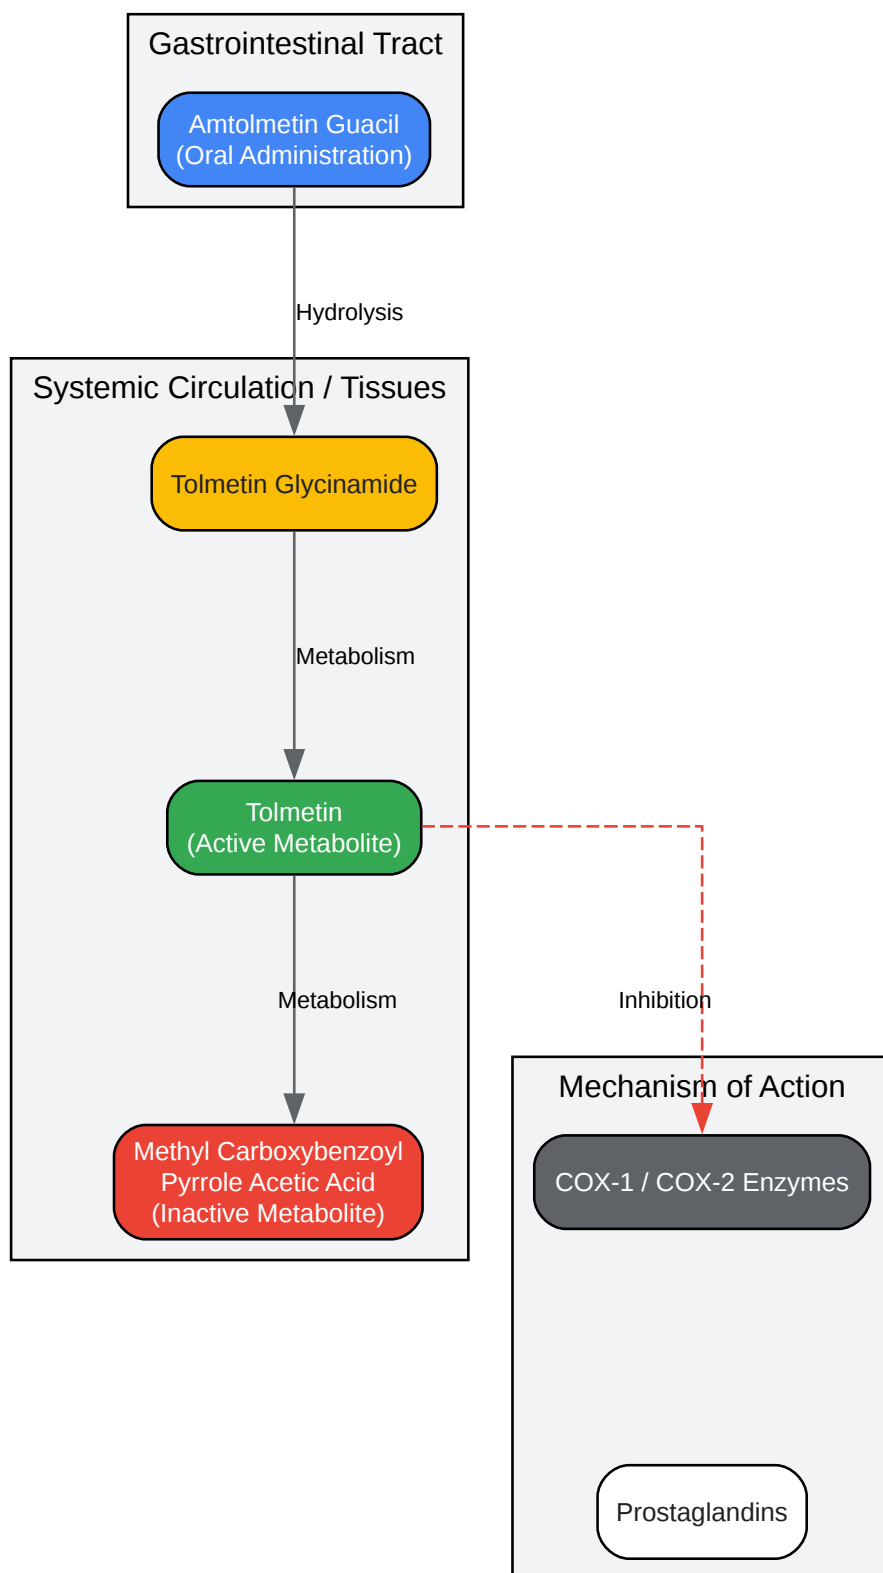 Gastrointestinal Tract
Amtolmetin Guacil
(Oral Administration)
Hydrolysis
Systemic Circulation / Tissues
Tolmetin Glycinamide
Metabolism
Tolmetin
(Active Metabolite)
Metabolism
Inhibition
Methyl Carboxybenzoyl
Pyrrole Acetic Acid
(Inactive Metabolite)
Mechanism of Action
COX-1 / COX-2 Enzymes
Prostaglandins